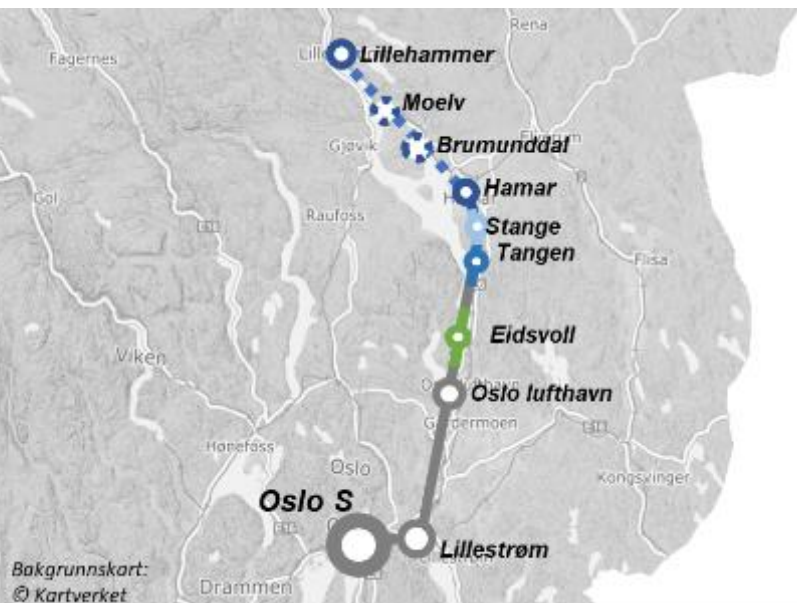 Rena
Fagernes
Lillehammer
Moelv
Gjøvik
Brumunddal
Hamar
Gol
Raufoss
Stange
Tangen
Flisa
Eidsvoll
Viken
Oslo lufthavn
Gardermoen
Hønefoss
Oslo
Kongsvinger
Oslo S
Lillestrøm
Bakgrunnskart:
© Kartverket
Drammen